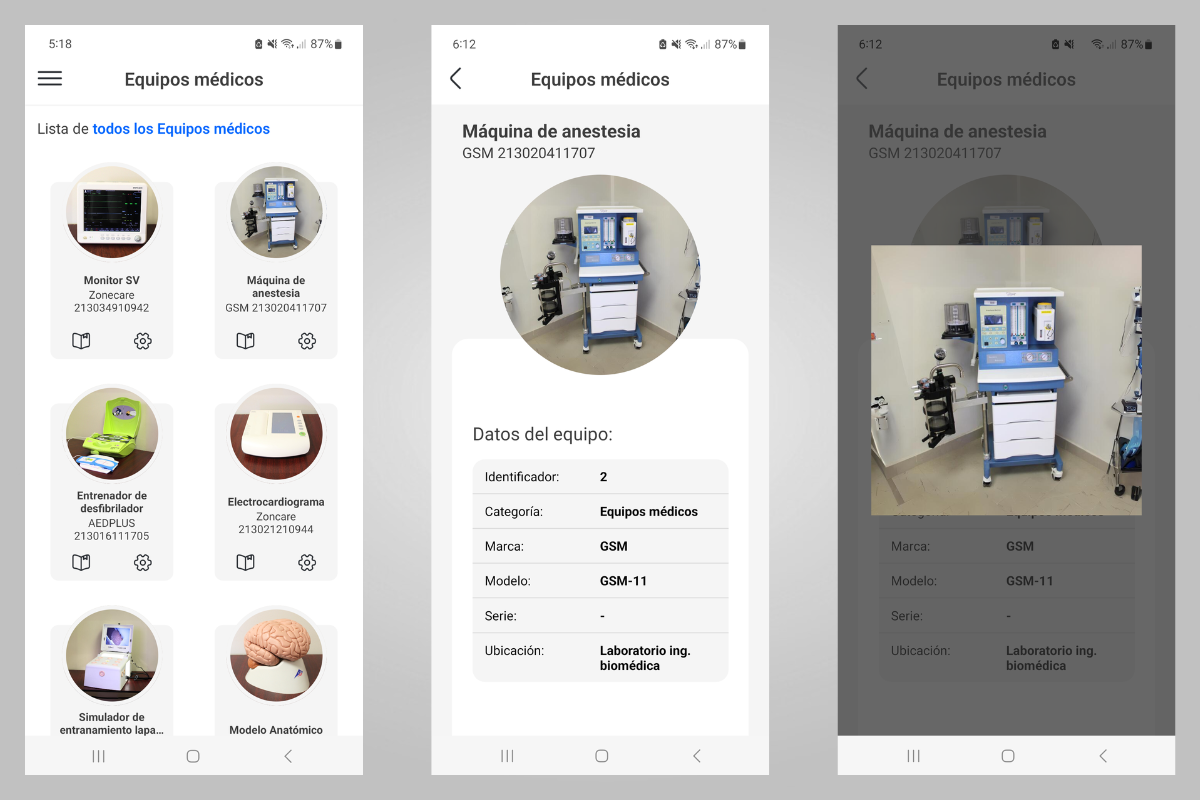 5:18
87%
Equipos médicos
Lista de todos los Equipos médicos
Monitor SV
Zonecare
213034910942
Máquina de
anestesia
GSM 213020411707
Entrenador de
desfibrilador
AEDPLUS
213016111705
Electrocardiograma
Zoncare
213021210944
Simulador de
entranamiento lapa...
Modelo Anatómico
6:12
87%
Equipos médicos
Máquina de anestesia
GSM 213020411707
Datos del equipo:
Identificador: 2
Categoría: Equipos médicos
Marca: GSM
Modelo: GSM-11
Serie: -
Ubicación: Laboratorio ing.
biomédica
6:12
87%
Equipos médicos
Máquina de anestesia
GSM 213020411707
Marca: GSM
Modelo: GSM-11
Serie: -
Ubicación: Laboratorio ing.
biomédica